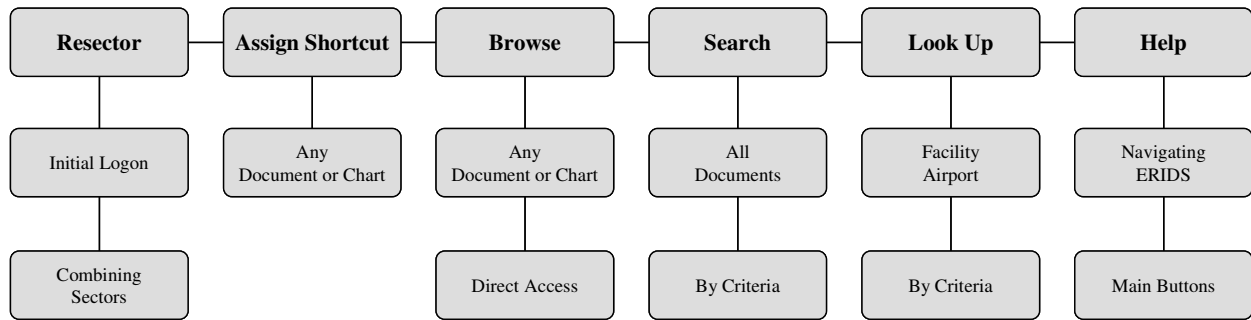 Resector
Assign Shortcut
Browse
Search
Look Up
Help
Initial Logon
Any
Document or Chart
Any
Document or Chart
All
Documents
Facility
Airport
Navigating
ERIDS
Combining
Sectors
Direct Access
By Criteria
By Criteria
Main Buttons